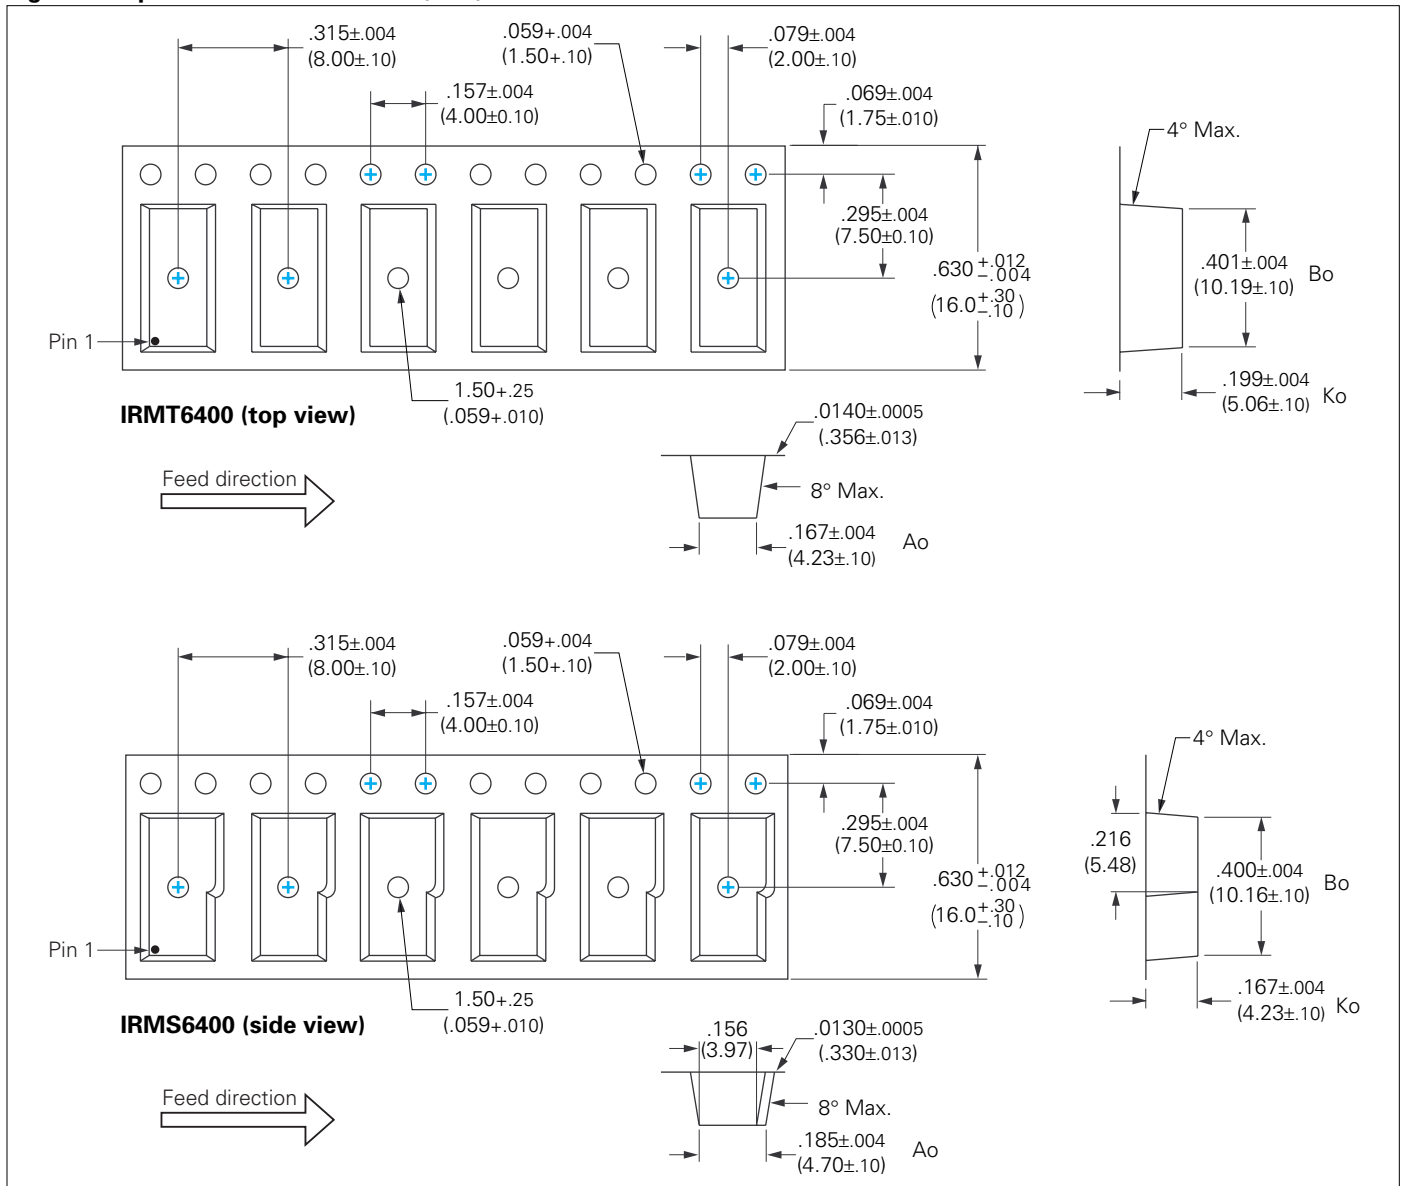 .315±.004
(8.00±.10)
.059+.004
(1.50+.10)
.079±.004
(2.00±.10)
.157±.004
(4.00±0.10)
.069±.004
(1.75±.010)
4° Max.
.295±.004
(7.50±0.10)
.630 +.012 –.004
(16.0 +.30 –.10 )
.401±.004
(10.19±.10) Bo
Pin 1
.199±.004
(5.06±.10) Ko
1.50+.25
(.059+.010)
IRMT6400 (top view)
.0140±.0005
(.356±.013)
Feed direction
8° Max.
.167±.004
(4.23±.10) Ao
.315±.004
(8.00±.10)
.059+.004
(1.50+.10)
.079±.004
(2.00±.10)
.157±.004
(4.00±0.10)
.069±.004
(1.75±.010)
4° Max.
.295±.004
(7.50±0.10)
.216
(5.48)
.630 +.012 –.004
(16.0 +.30 –.10 )
.400±.004
(10.16±.10) Bo
Pin 1
.167±.004
(4.23±.10) Ko
1.50+.25
(.059+.010)
IRMS6400 (side view)
.156
(3.97)
.0130±.0005
(.330±.013)
Feed direction
8° Max.
.185±.004
(4.70±.10) Ao